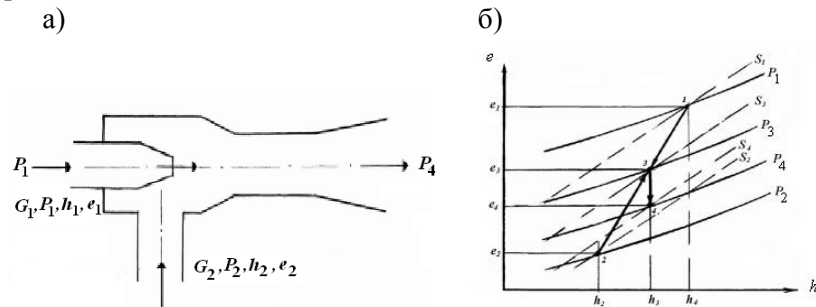 а)
б)
P₁
P₄
G₁, P₁, h₁, e₁
G₂, P₂, h₂, e₂
e
S₁
P₁
e₁
1
S₃
P₃
e₃
3
S₄
S₂
P₄
e₄
4
P₂
e₂
2
h₂
h₃
h₄
h